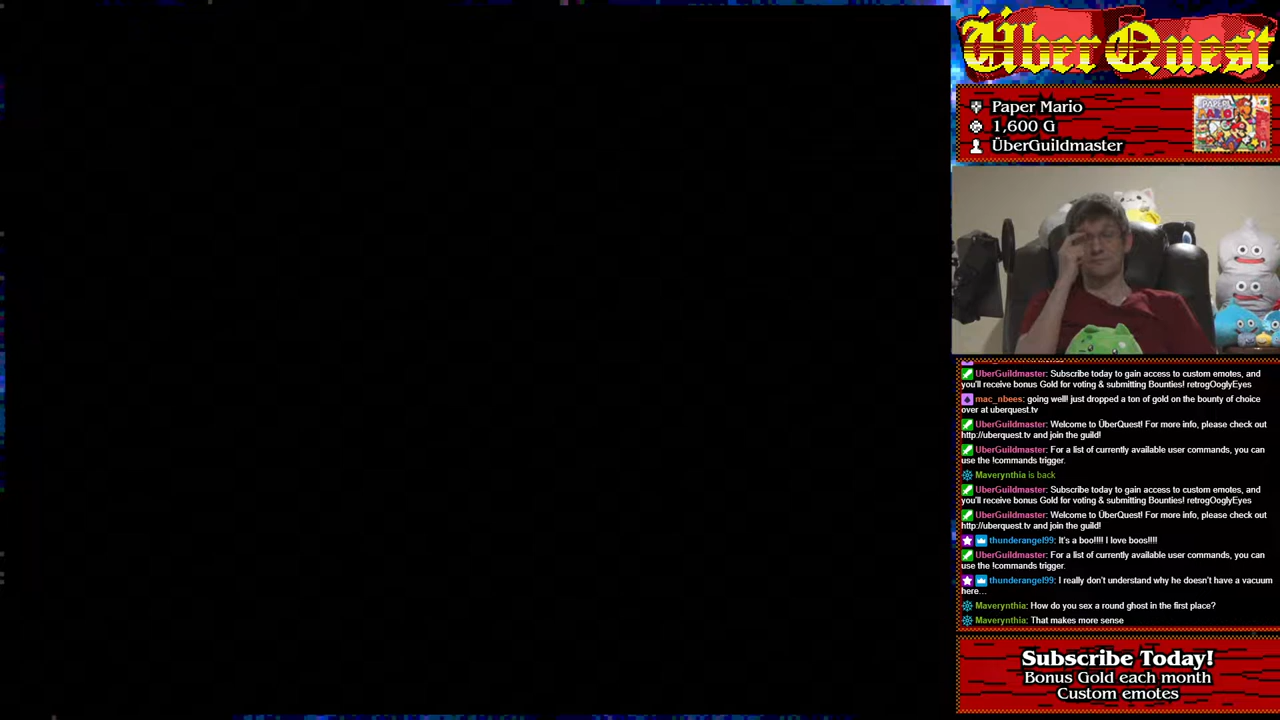 ÜberQuest
Paper Mario
1,600 G
ÜberGuildmaster
PAPER MARIO
UberGuildmaster: Subscribe today to gain access to custom emotes, and
you'll receive bonus Gold for voting & submitting Bounties! retrogOoglyEyes
mac_nbees: going well! just dropped a ton of gold on the bounty of choice
over at uberquest.tv
UberGuildmaster: Welcome to ÜberQuest! For more info, please check out
http://uberquest.tv and join the guild!
UberGuildmaster: For a list of currently available user commands, you can
use the !commands trigger.
Maverynthia is back
UberGuildmaster: Subscribe today to gain access to custom emotes, and
you'll receive bonus Gold for voting & submitting Bounties! retrogOoglyEyes
UberGuildmaster: Welcome to ÜberQuest! For more info, please check out
http://uberquest.tv and join the guild!
thunderangel99: It's a boo!!!! I love boos!!!!
UberGuildmaster: For a list of currently available user commands, you can
use the !commands trigger.
thunderangel99: I really don't understand why he doesn't have a vacuum
here...
Maverynthia: How do you sex a round ghost in the first place?
Maverynthia: That makes more sense
Subscribe Today!
Bonus Gold each month
Custom emotes